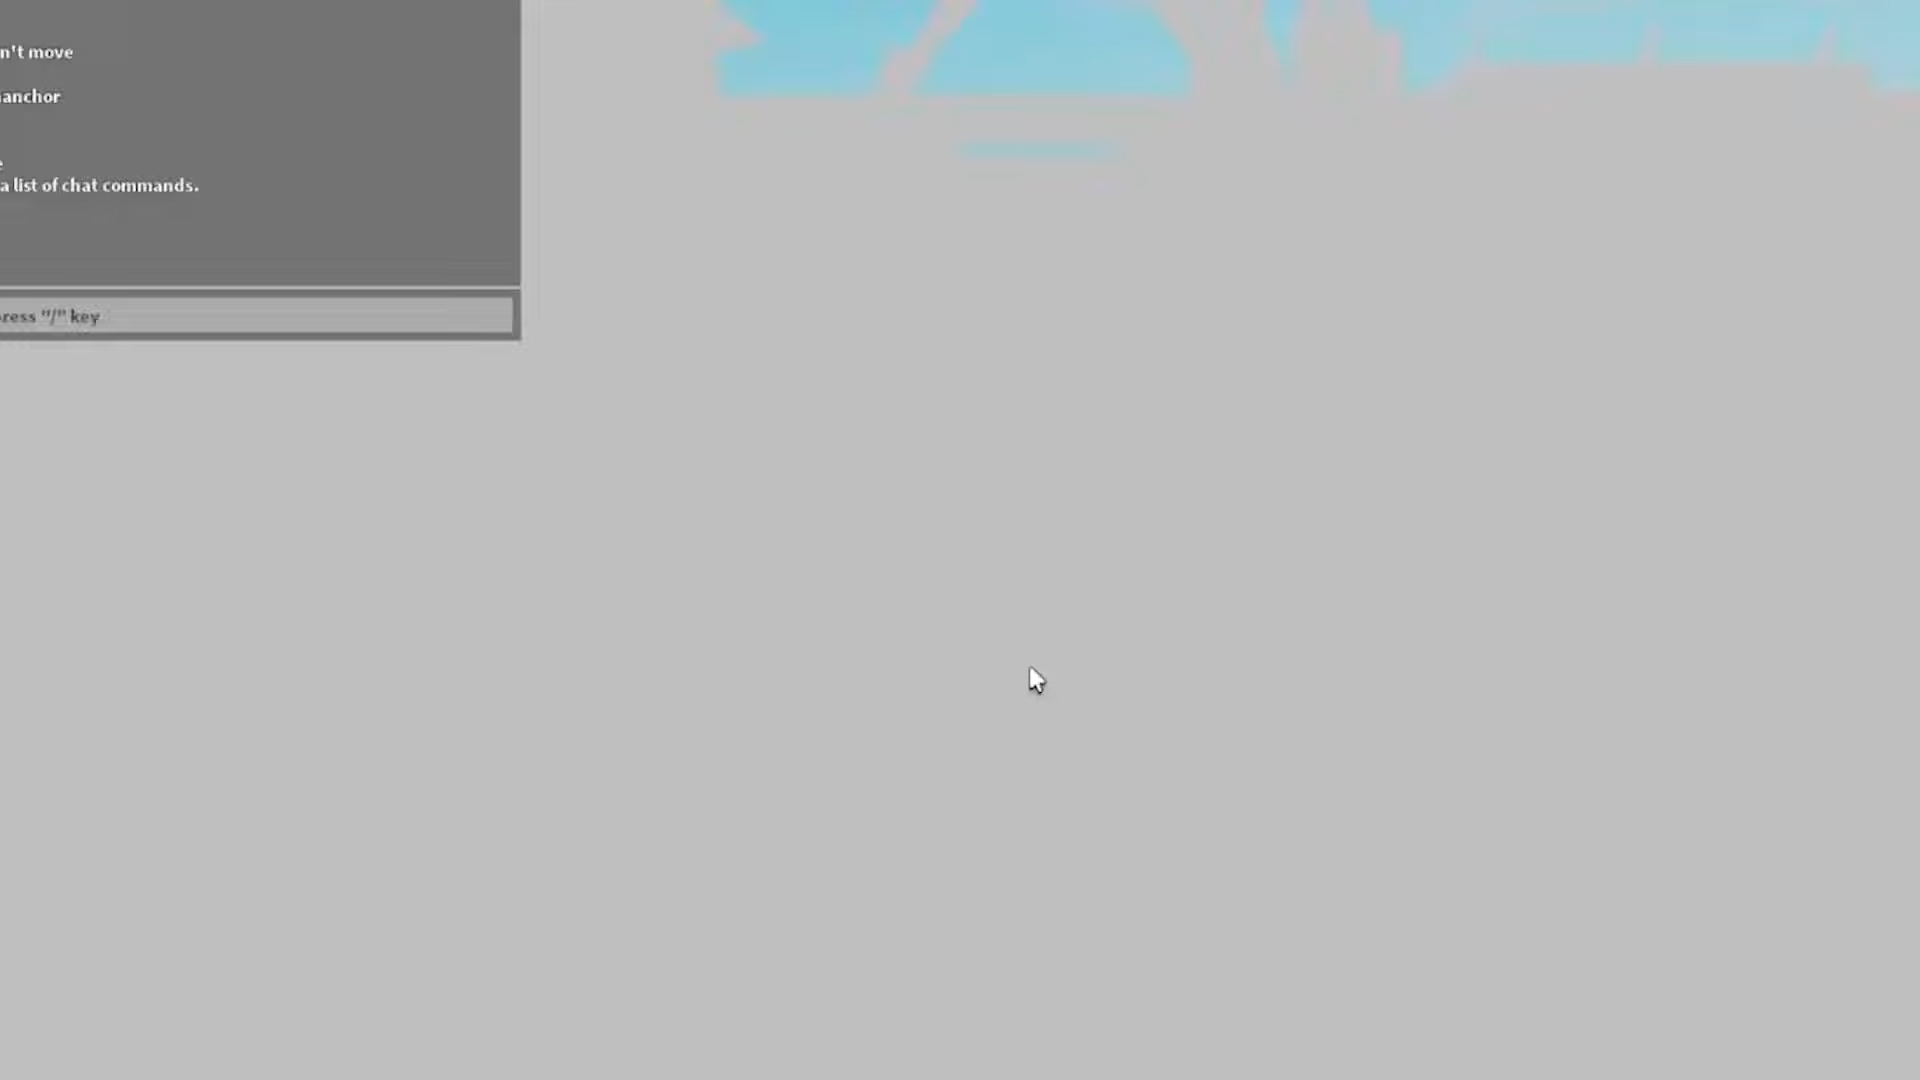 n't move
anchor
e
a list of chat commands.
ress "/" key